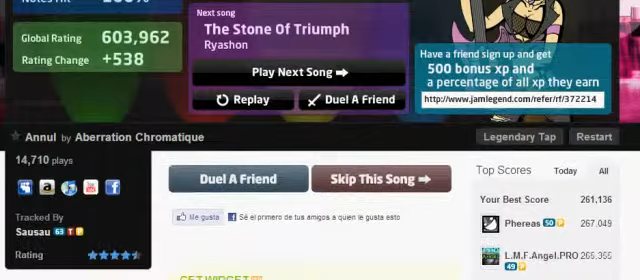 Next song
The Stone Of Triumph
Ryashon
Global Rating 603,962
Rating Change +538
Play Next Song
Replay
Duel A Friend
Have a friend sign up and get
500 bonus xp and
a percentage of all xp they earn
http://www.jamlegend.com/refer/rf/372214
Annul by Aberration Chromatique
Legendary Tap
Restart
14,710 plays
Tracked By
Sausau 63 T P
Rating
Duel A Friend
Skip This Song
Me gusta
Sé el primero de tus amigos a quien le gusta esto
Top Scores Today All
Your Best Score 261,136
Phereas 50 P 267,049
L.M.F.Angel.PRO 265,355
49 P
GET WIDGET